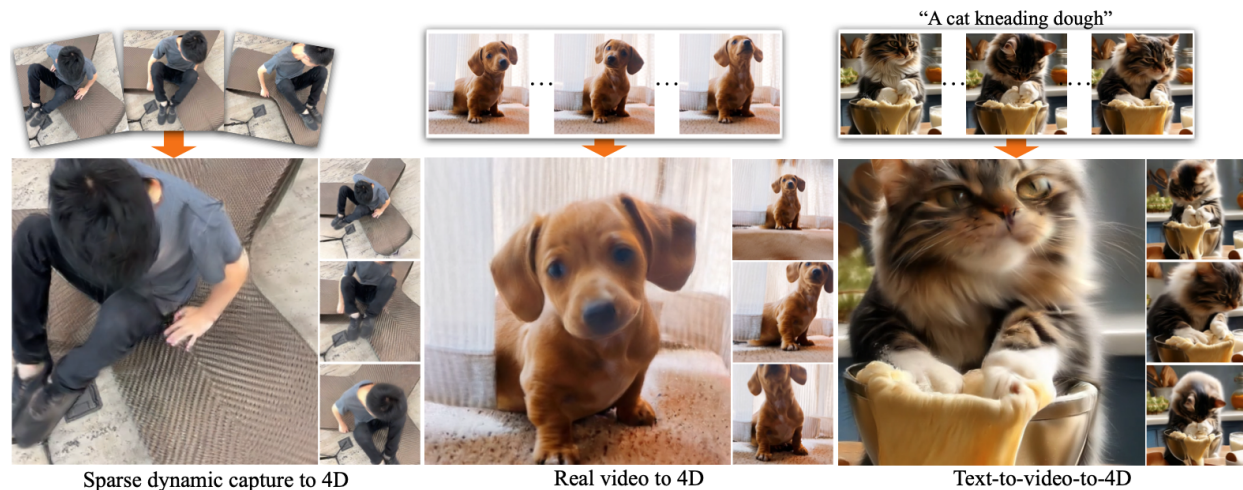 “A cat kneading dough”
Sparse dynamic capture to 4D
Real video to 4D
Text-to-video-to-4D